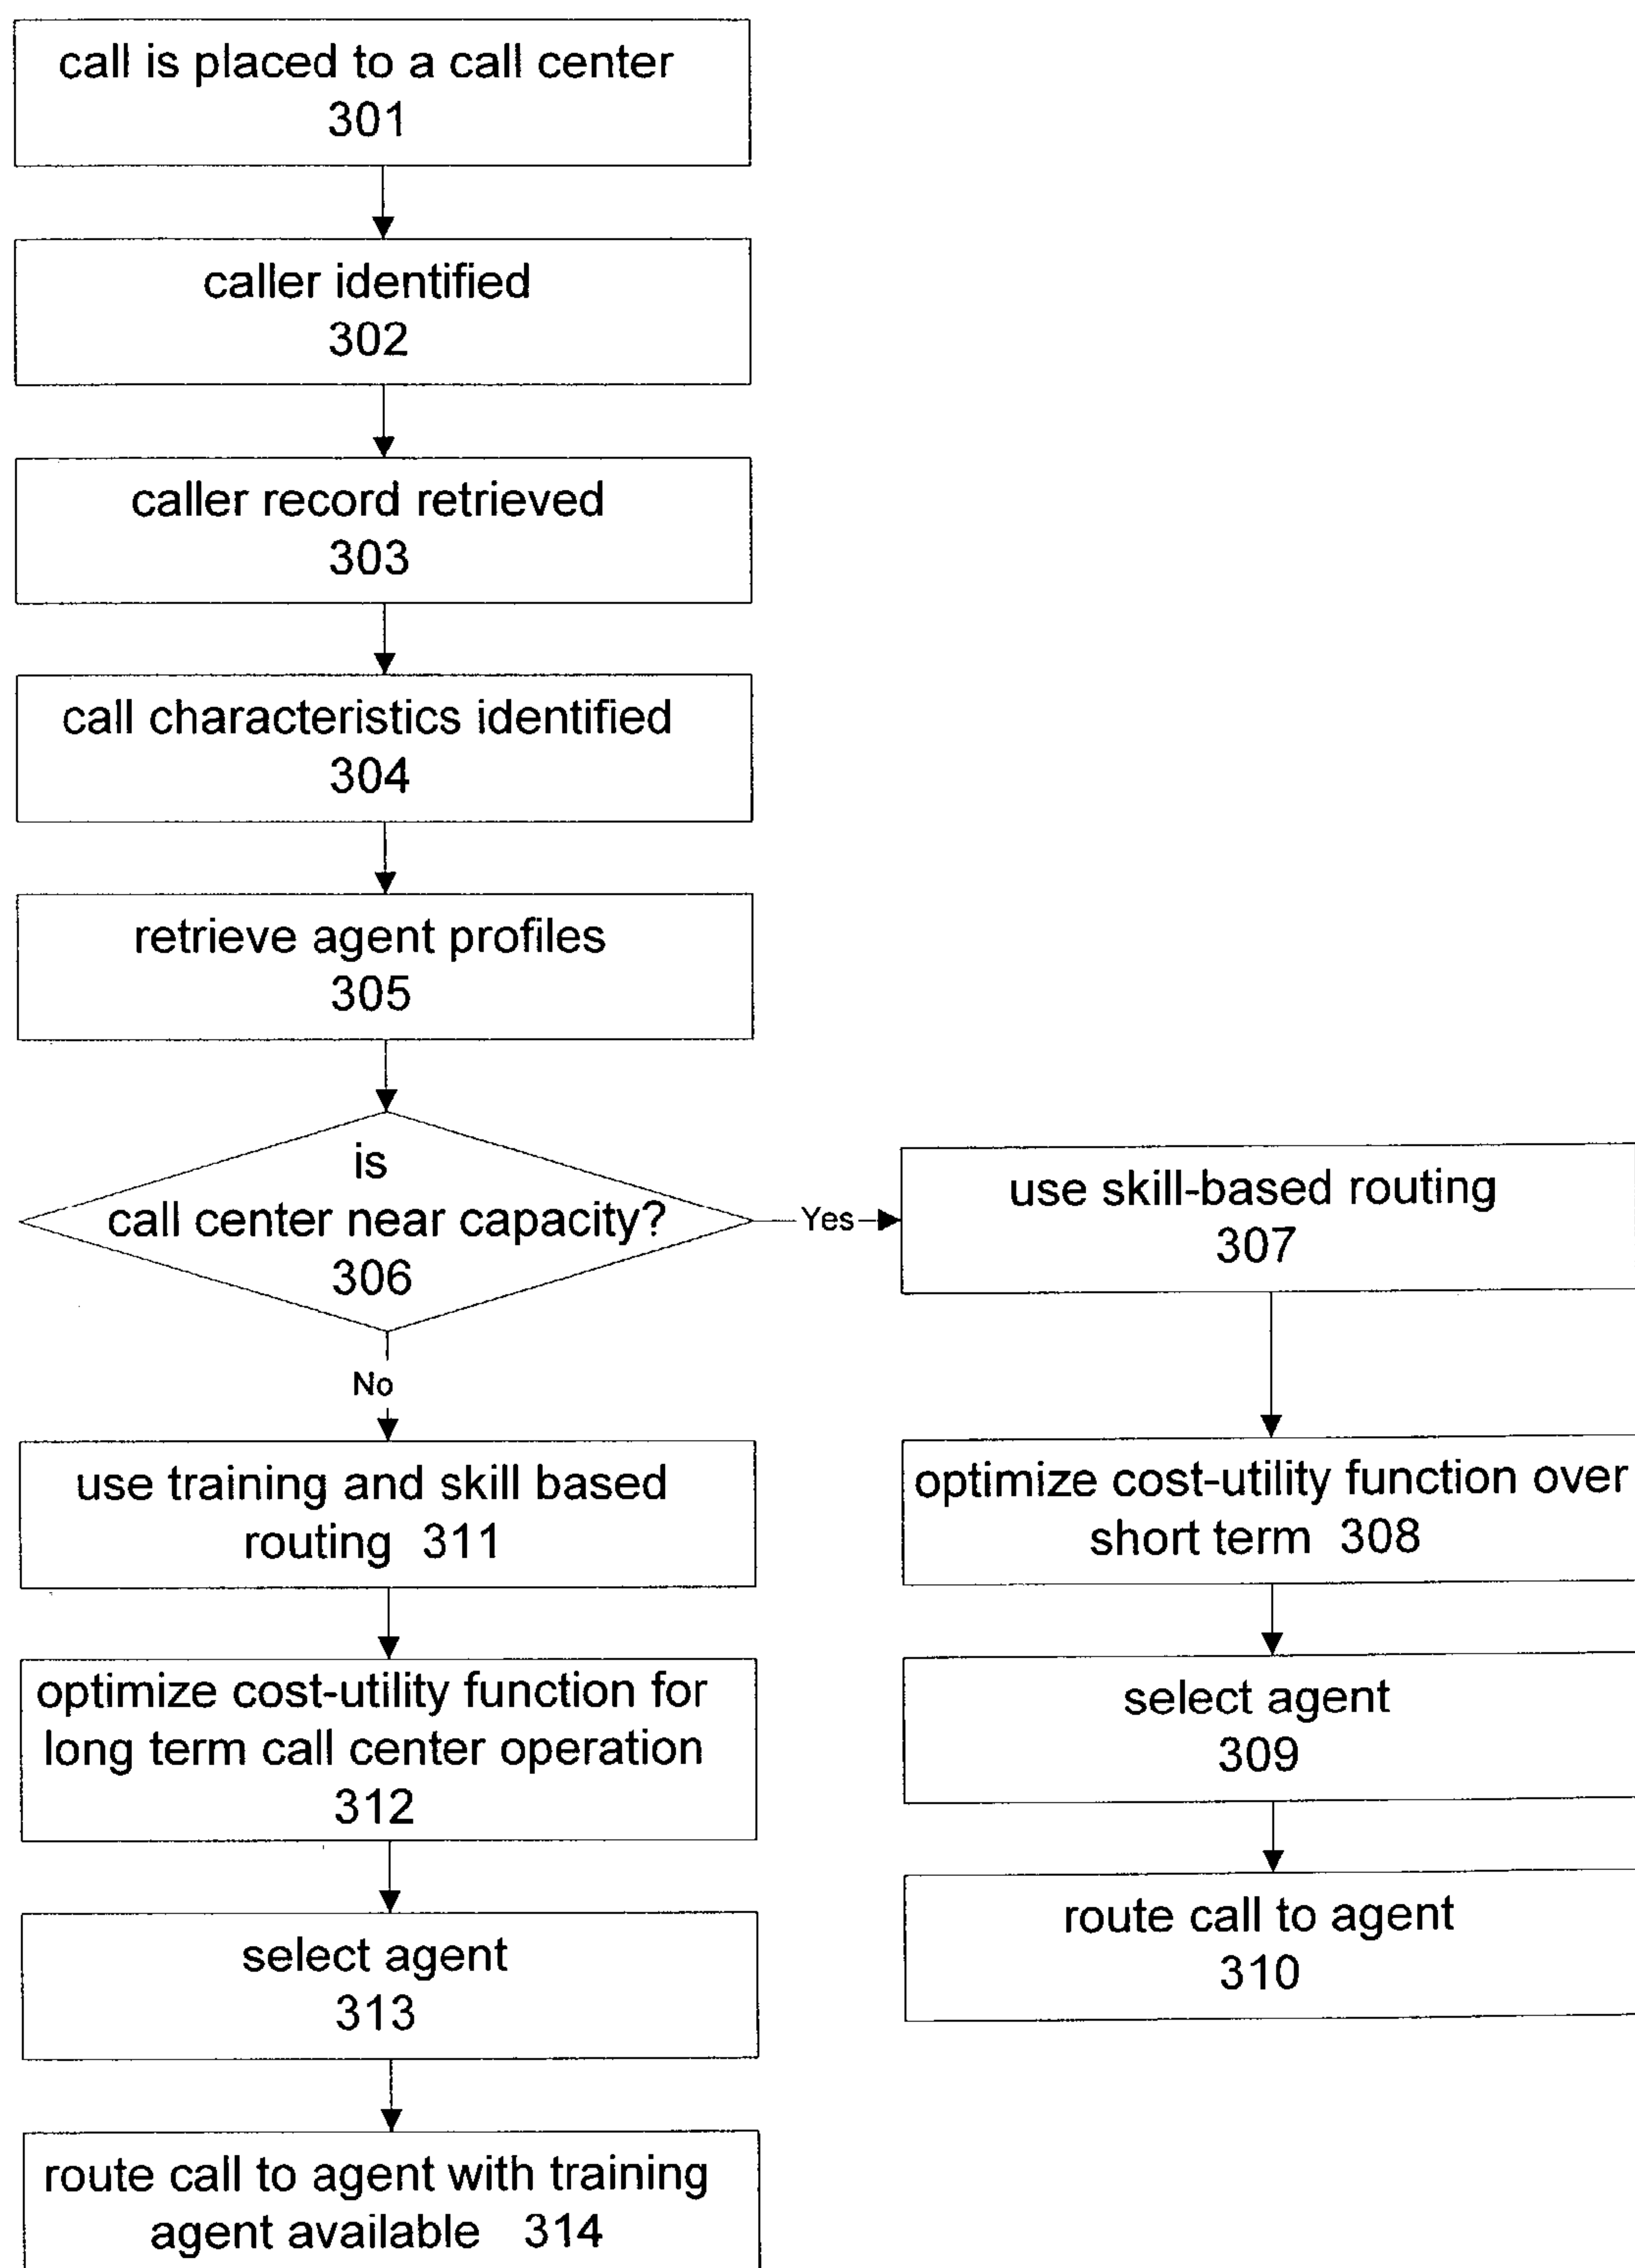 call is placed to a call center
301
caller identified
302
caller record retrieved
303
call characteristics identified
304
retrieve agent profiles
305
is
call center near capacity?
306
Yes
use skill-based routing
307
optimize cost-utility function over
short term 308
select agent
309
route call to agent
310
No
use training and skill based
routing 311
optimize cost-utility function for
long term call center operation
312
select agent
313
route call to agent with training
agent available 314